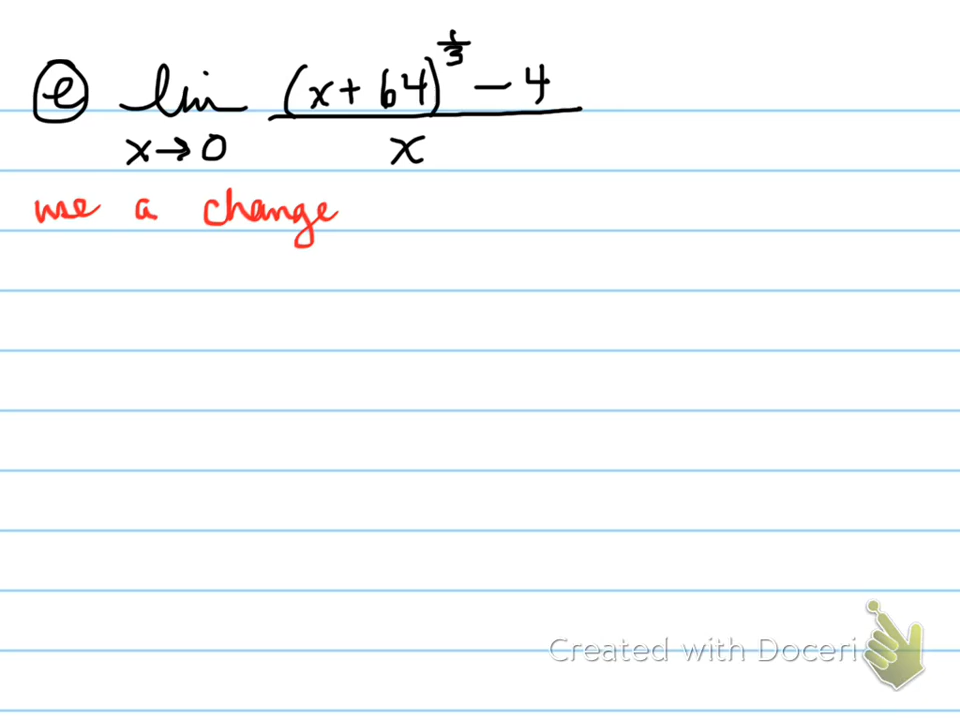 e lim (x + 64)^(1/3) - 4
x → 0 x
use a change
Created with Doceri